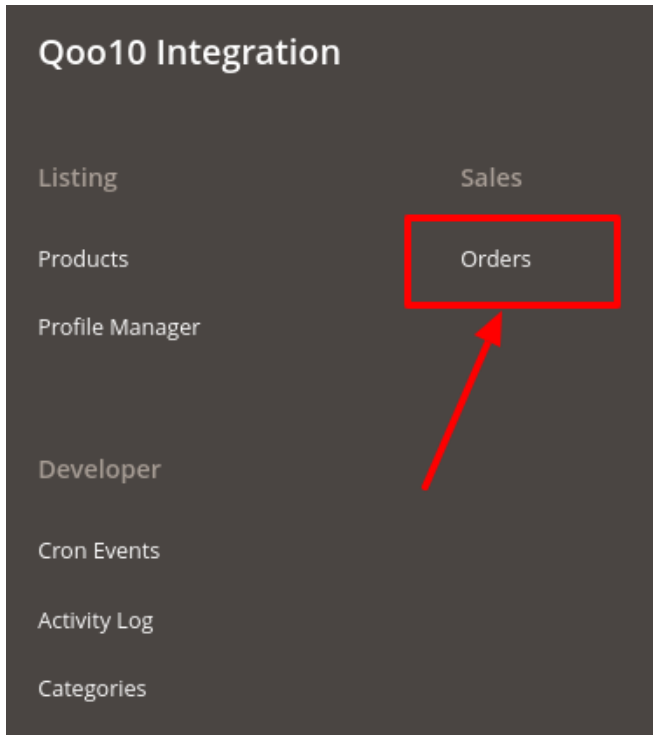 Qoo10 Integration
Listing
Sales
Products
Orders
Profile Manager
Developer
Cron Events
Activity Log
Categories